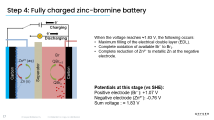 Step 4: Fully charged zinc-bromine battery
Charging
Discharging
When the voltage reaches +1.83 V, the following occurs:
• Maximum filling of the electrical double layer (EDL).
• Complete oxidation of available Br⁻ to Br₂
• Complete reduction of Zn²⁺ to metallic Zn at the negative electrode
Separator
Potentials at this stage (vs SHE):
Positive electrode (Br⁻): +1.07 V
Negative electrode (Zn²⁺): -0.76 V
Sum voltage : = 1.83 V